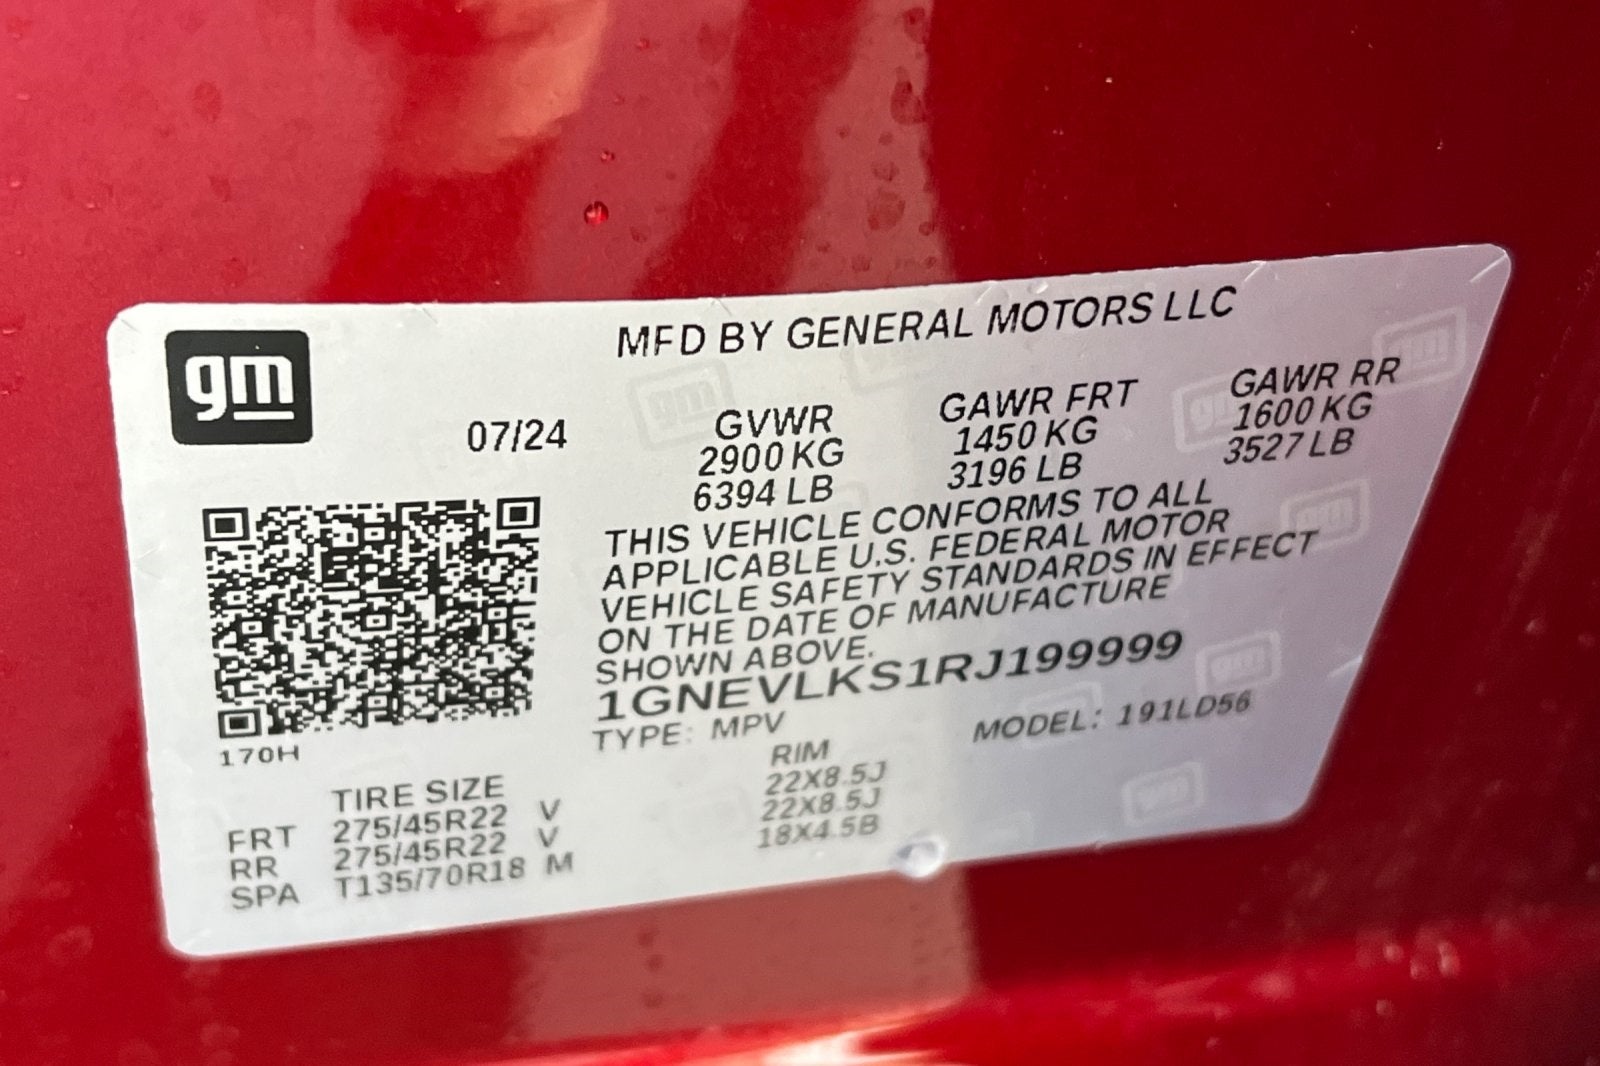 gm
MFD BY GENERAL MOTORS LLC
07/24
GVWR
2900 KG
6394 LB
GAWR FRT
1450 KG
3196 LB
GAWR RR
1600 KG
3527 LB
THIS VEHICLE CONFORMS TO ALL
APPLICABLE U.S. FEDERAL MOTOR
VEHICLE SAFETY STANDARDS IN EFFECT
ON THE DATE OF MANUFACTURE
SHOWN ABOVE.
1GNEVLKS1RJ199999
TYPE: MPV MODEL: 191LD56
170H
TIRE SIZE RIM
FRT 275/45R22 V 22X8.5J
RR 275/45R22 V 22X8.5J
SPA T135/70R18 M 18X4.5B